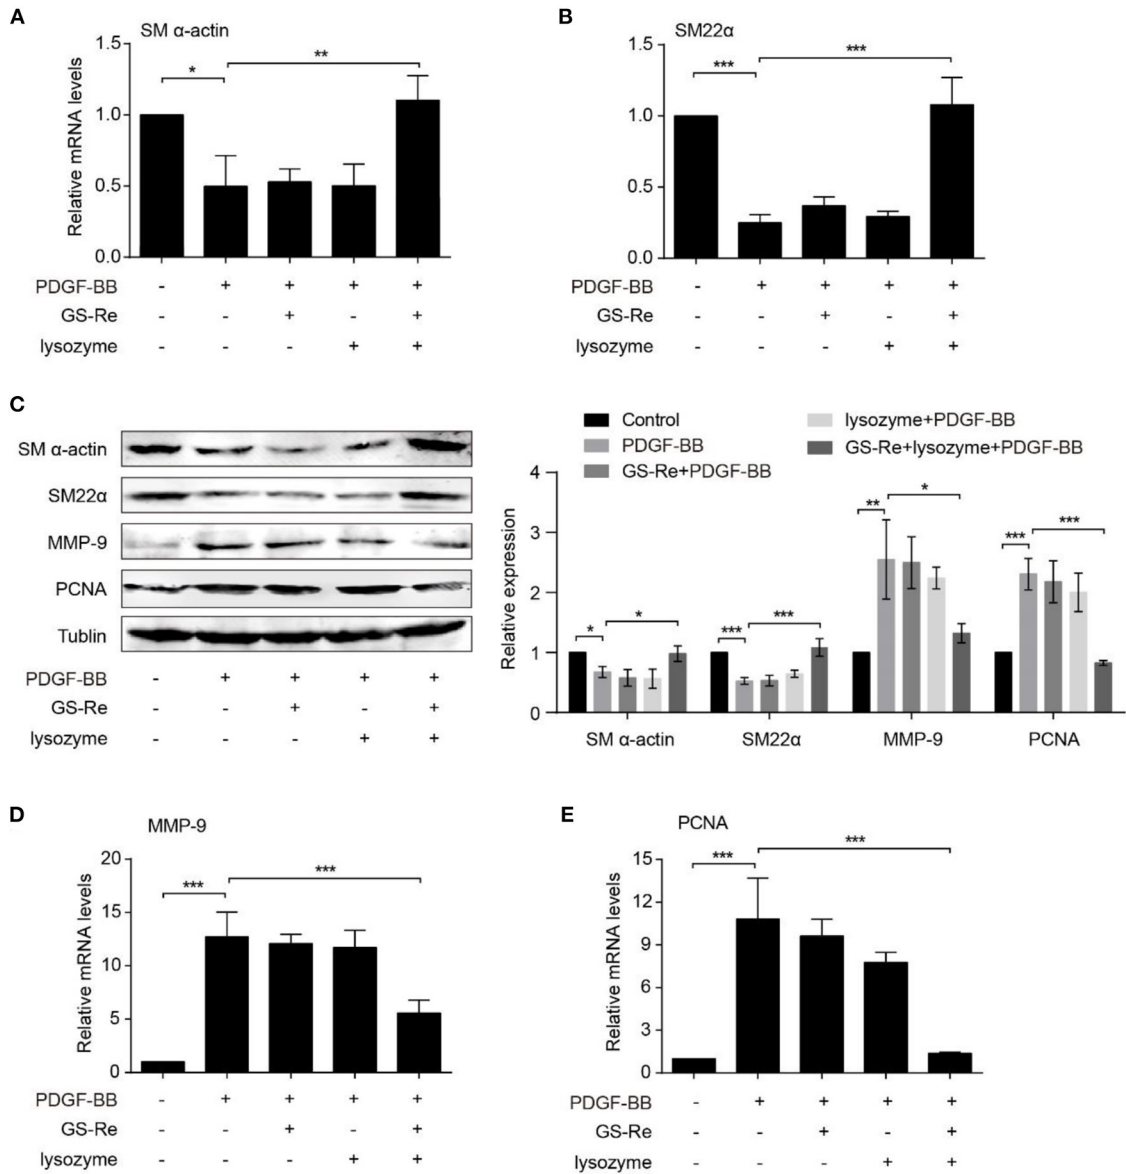 A
SM α-actin
Relative mRNA levels
1.5
1.0
0.5
0.0
*
**
PDGF-BB - + + + +
GS-Re - - + - +
lysozyme - - - + +
B
SM22α
1.5
1.0
0.5
0.0
***
***
PDGF-BB - + + + +
GS-Re - - + - +
lysozyme - - - + +
C
SM α-actin
SM22α
MMP-9
PCNA
Tublin
PDGF-BB - + + + +
GS-Re - - + - +
lysozyme - - - + +
Control
PDGF-BB
GS-Re+PDGF-BB
lysozyme+PDGF-BB
GS-Re+lysozyme+PDGF-BB
Relative expression
4
3
2
1
0
* *
*** ***
** *
*** ***
SM α-actin SM22α MMP-9 PCNA
D
MMP-9
Relative mRNA levels
20
15
10
5
0
***
***
PDGF-BB - + + + +
GS-Re - - + - +
lysozyme - - - + +
E
PCNA
Relative mRNA levels
15
12
9
6
3
0
***
***
PDGF-BB - + + + +
GS-Re - - + - +
lysozyme - - - + +